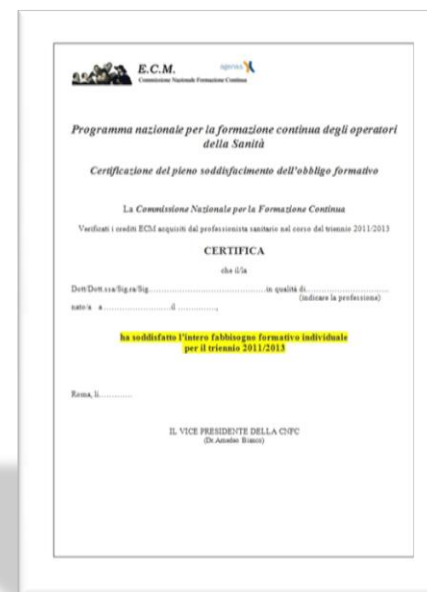 E.C.M.
agenas
Commissione Nazionale Formazione Continua
Programma nazionale per la formazione continua degli operatori
della Sanità
Certificazione del pieno soddisfacimento dell'obbligo formativo
La Commissione Nazionale per la Formazione Continua
Verificati i crediti ECM acquisiti dal professionista sanitario nel corso del triennio 2011/2013
CERTIFICA
che il/la
Dott/Dott.ssa/Sig.ra/Sig.......................................in qualità di............................
(indicare la professione)
nato/a a.......................il ..............,
ha soddisfatto l'intero fabbisogno formativo individuale
per il triennio 2011/2013
Roma, lì............
IL VICE PRESIDENTE DELLA CNFC
(Dr. Amedeo Bianco)